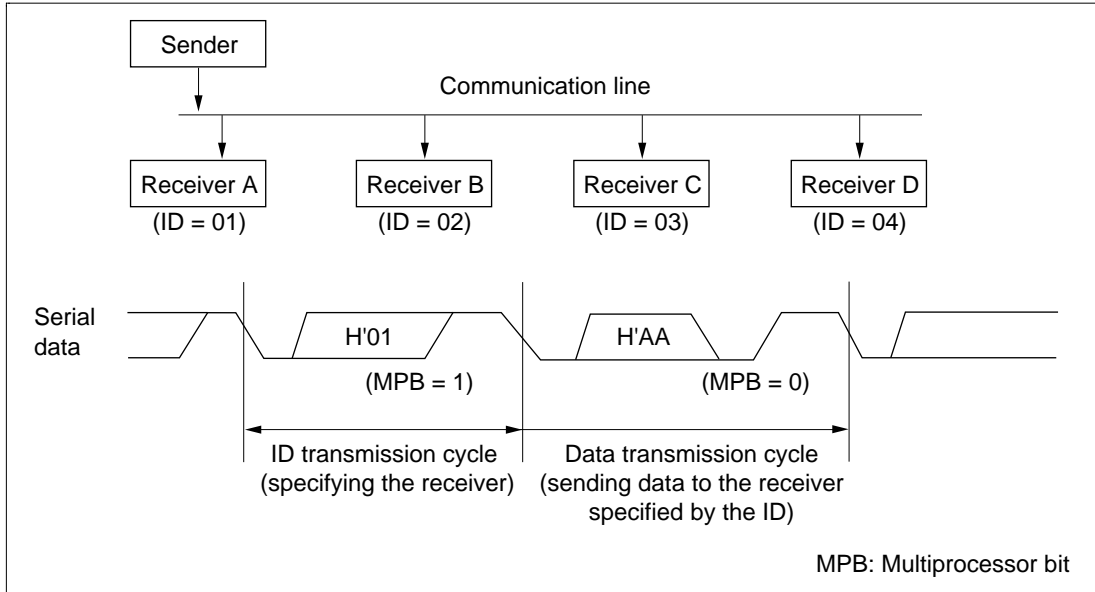 Sender
Communication line
Receiver A
Receiver B
Receiver C
Receiver D
(ID = 01)
(ID = 02)
(ID = 03)
(ID = 04)
Serial
data
H'01
H'AA
(MPB = 1)
(MPB = 0)
ID transmission cycle
(specifying the receiver)
Data transmission cycle
(sending data to the receiver
specified by the ID)
MPB: Multiprocessor bit